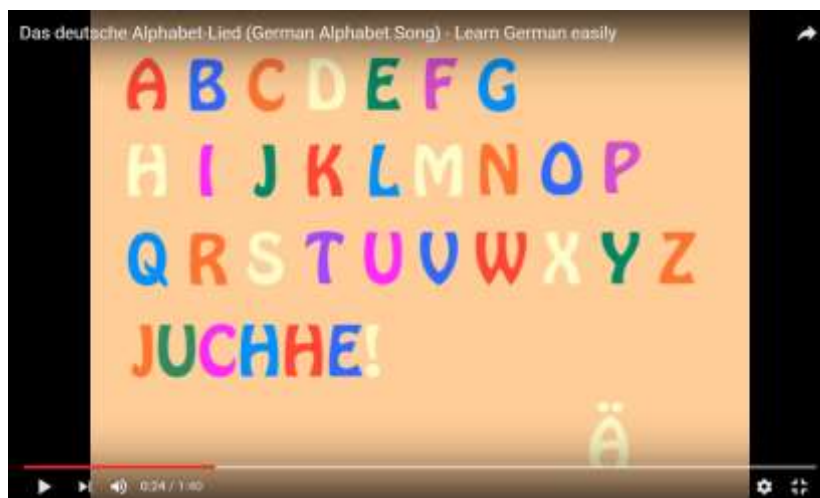 Das deutsche Alphabet-Lied (German Alphabet Song) - Learn German easily
A B C D E F G
H I J K L M N O P
Q R S T U V W X Y Z
JUCHHE!
Ä
0:24 / 1:40